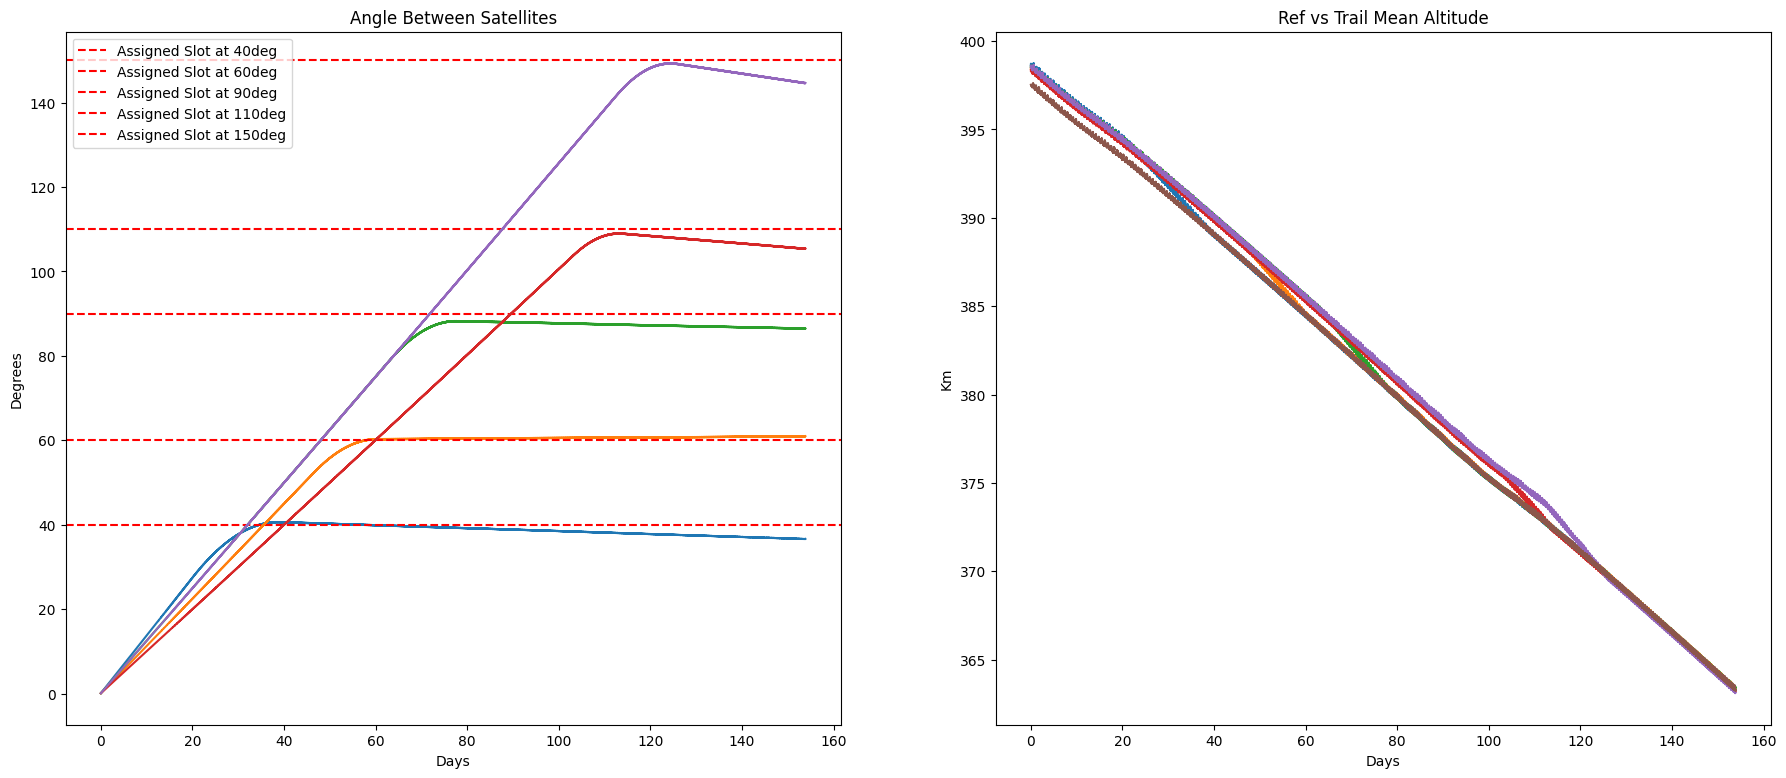 Angle Between Satellites
Assigned Slot at 40deg
Assigned Slot at 60deg
Assigned Slot at 90deg
Assigned Slot at 110deg
Assigned Slot at 150deg
140
120
100
80
60
40
20
0
Degrees
0 20 40 60 80 100 120 140 160
Days
Ref vs Trail Mean Altitude
400
395
390
385
380
375
370
365
Km
0 20 40 60 80 100 120 140 160
Days